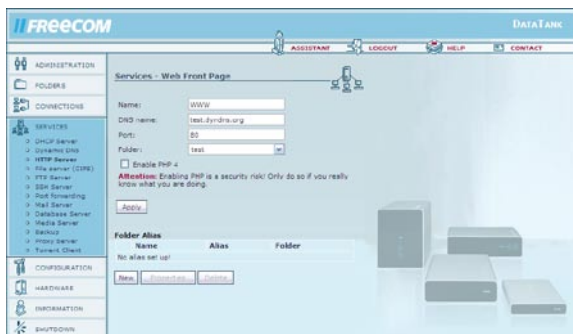 FREECOM
DATATANK
ASSISTANT
LOGOUT
HELP
CONTACT
ADMINISTRATION
FOLDERS
CONNECTIONS
SERVICES
DHCP Server
Dynamic DNS
HTTP Server
File server (CIFS)
FTP Server
SSH Server
Port forwarding
Mail Server
Database Server
Media Server
Backup
Proxy Server
Torrent Client
CONFIGURATION
HARDWARE
INFORMATION
SHUTDOWN
Services - Web Front Page
Name: WWW
DNS name: test.dyndns.org
Port: 80
Folder: test
Enable PHP 4
Attention: Enabling PHP is a security risk! Only do so if you really
know what you are doing.
Apply
Folder Alias
Name Alias Folder
No alias set up!
New Properties Delete